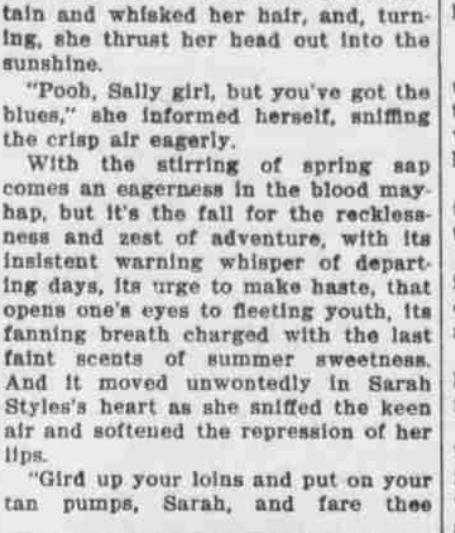 tain and whisked her hair, and, turn-
ing, she thrust her head out into the
sunshine.
"Pooh, Sally girl, but you've got the
blues," she informed herself, sniffing
the crisp air eagerly.
With the stirring of spring sap
comes an eagerness in the blood may-
hap, but it's the fall for the reckless-
ness and zest of adventure, with its
insistent warning whisper of depart-
ing days, its urge to make haste, that
opens one's eyes to fleeting youth, its
fanning breath charged with the last
faint scents of summer sweetness.
And it moved unwontedly in Sarah
Styles's heart as she sniffed the keen
air and softened the repression of her
lips.
"Gird up your loins and put on your
tan pumps, Sarah, and fare thee